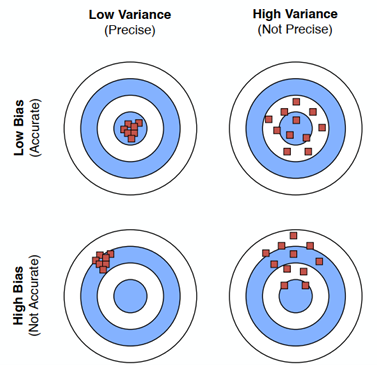 Low Variance
(Precise)
High Variance
(Not Precise)
Low Bias
(Accurate)
High Bias
(Not Accurate)